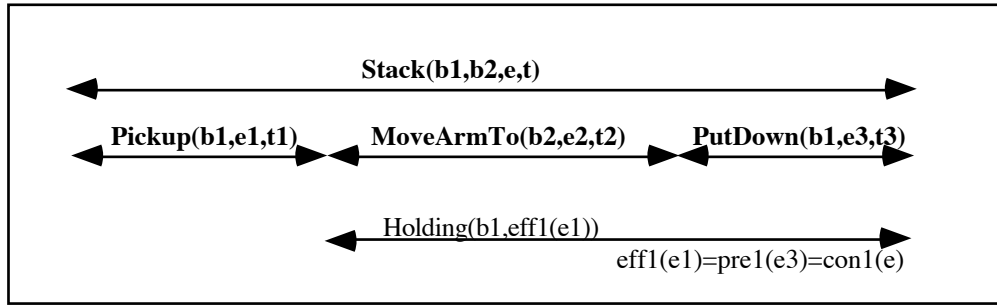 Stack(b1,b2,e,t)
Pickup(b1,e1,t1) MoveArmTo(b2,e2,t2) PutDown(b1,e3,t3)
Holding(b1,eff1(e1))
eff1(e1)=pre1(e3)=con1(e)